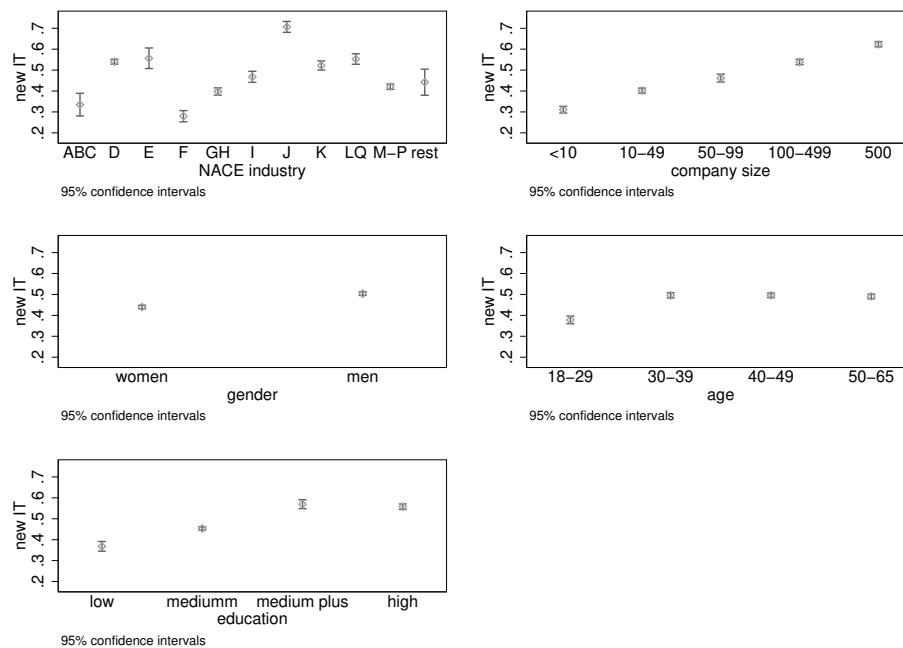 new IT
.2 .3 .4 .5 .6 .7
ABC D E F GH I J K LQ M–P rest
NACE industry
95% confidence intervals
new IT
.2 .3 .4 .5 .6 .7
<10 10–49 50–99 100–499 500
company size
95% confidence intervals
new IT
.2 .3 .4 .5 .6 .7
women men
gender
95% confidence intervals
new IT
.2 .3 .4 .5 .6 .7
18–29 30–39 40–49 50–65
age
95% confidence intervals
new IT
.2 .3 .4 .5 .6 .7
low mediumm medium plus high
education
95% confidence intervals